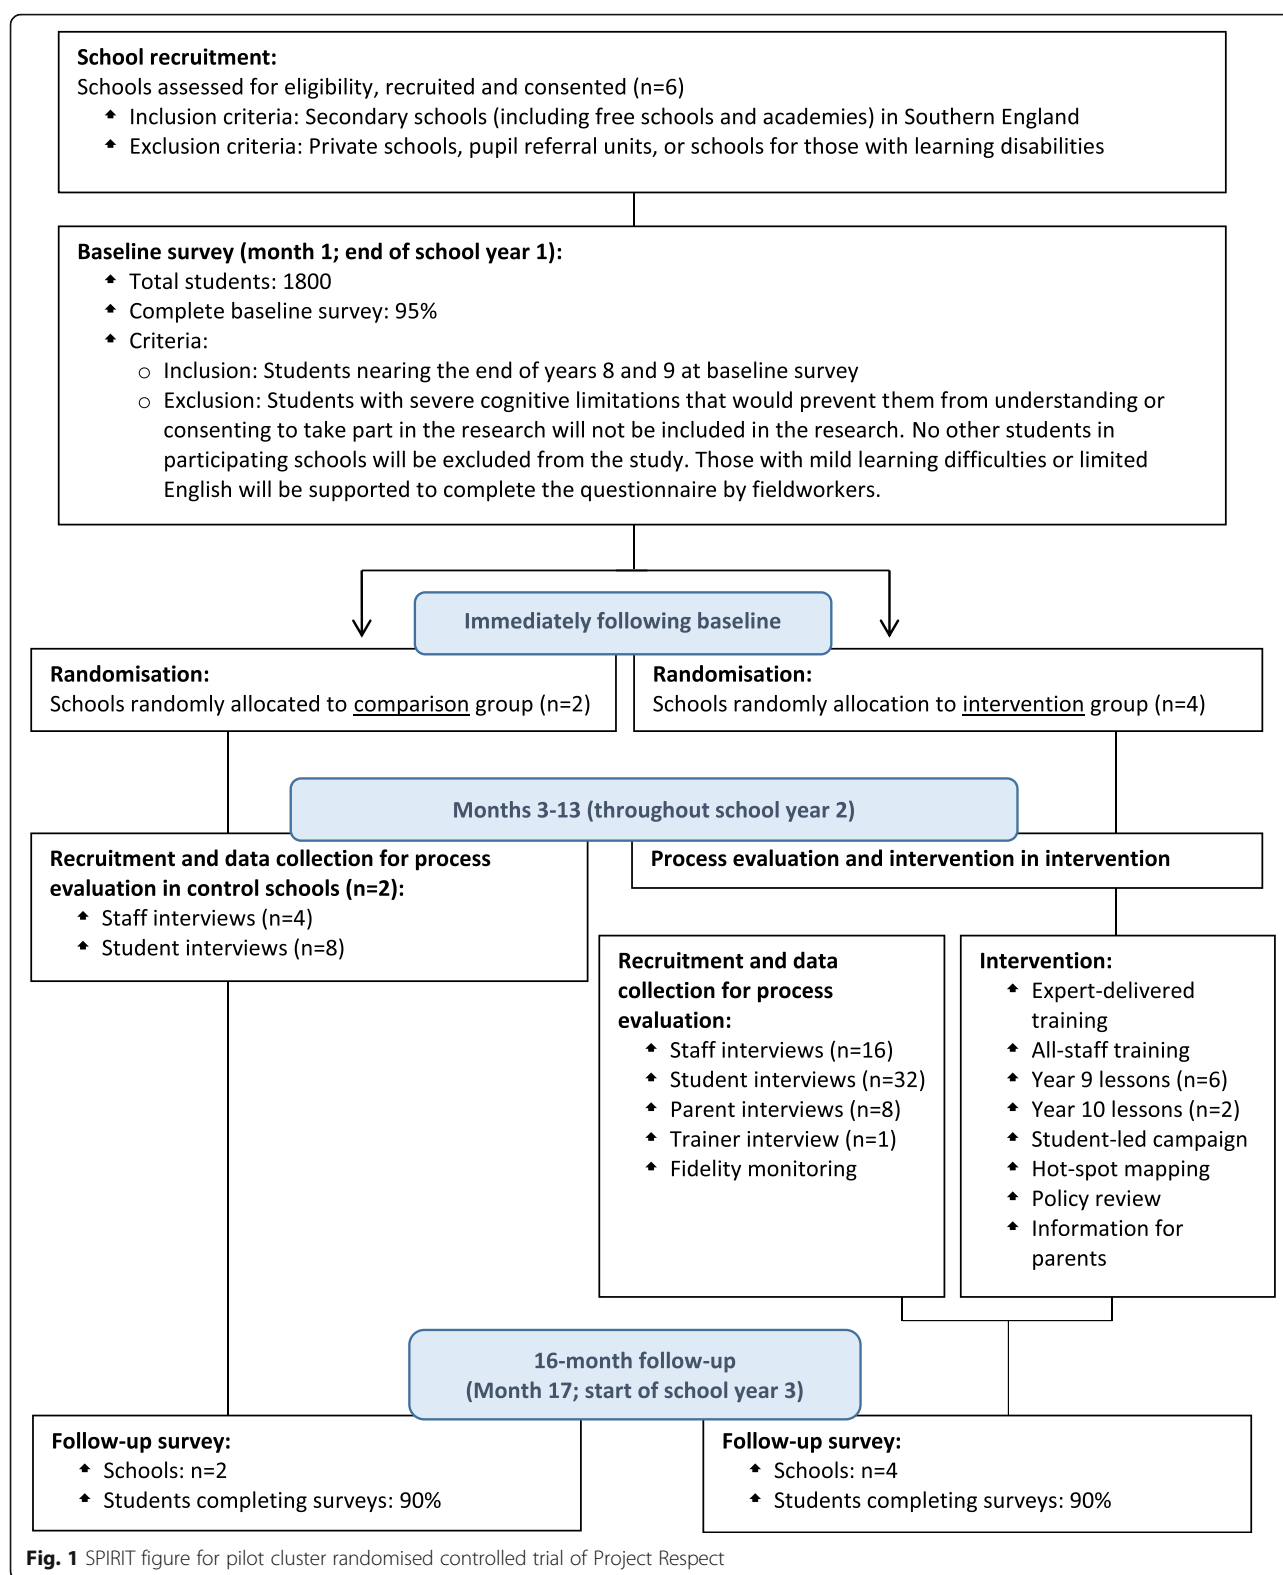 School recruitment:
Schools assessed for eligibility, recruited and consented (n=6)
Inclusion criteria: Secondary schools (including free schools and academies) in Southern England
Exclusion criteria: Private schools, pupil referral units, or schools for those with learning disabilities
Baseline survey (month 1; end of school year 1):
Total students: 1800
Complete baseline survey: 95%
Criteria:
Inclusion: Students nearing the end of years 8 and 9 at baseline survey
Exclusion: Students with severe cognitive limitations that would prevent them from understanding or
consenting to take part in the research will not be included in the research. No other students in
participating schools will be excluded from the study. Those with mild learning difficulties or limited
English will be supported to complete the questionnaire by fieldworkers.
Immediately following baseline
Randomisation:
Schools randomly allocated to comparison group (n=2)
Randomisation:
Schools randomly allocation to intervention group (n=4)
Months 3-13 (throughout school year 2)
Recruitment and data collection for process
evaluation in control schools (n=2):
Staff interviews (n=4)
Student interviews (n=8)
Process evaluation and intervention in intervention
Recruitment and data
collection for process
evaluation:
Staff interviews (n=16)
Student interviews (n=32)
Parent interviews (n=8)
Trainer interview (n=1)
Fidelity monitoring
Intervention:
Expert-delivered
training
All-staff training
Year 9 lessons (n=6)
Year 10 lessons (n=2)
Student-led campaign
Hot-spot mapping
Policy review
Information for
parents
16-month follow-up
(Month 17; start of school year 3)
Follow-up survey:
Schools: n=2
Students completing surveys: 90%
Follow-up survey:
Schools: n=4
Students completing surveys: 90%
Fig. 1 SPIRIT figure for pilot cluster randomised controlled trial of Project Respect